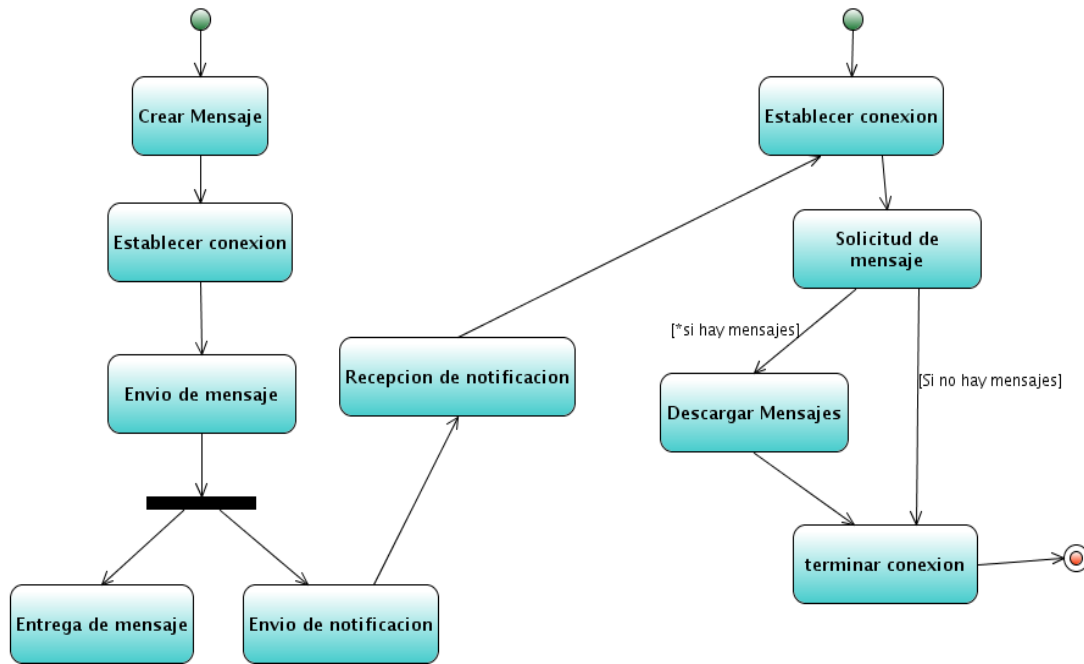 Crear Mensaje
Establecer conexion
Envio de mensaje
Entrega de mensaje
Envio de notificacion
Recepcion de notificacion
Establecer conexion
Solicitud de
mensaje
[*si hay mensajes]
[Si no hay mensajes]
Descargar Mensajes
terminar conexion